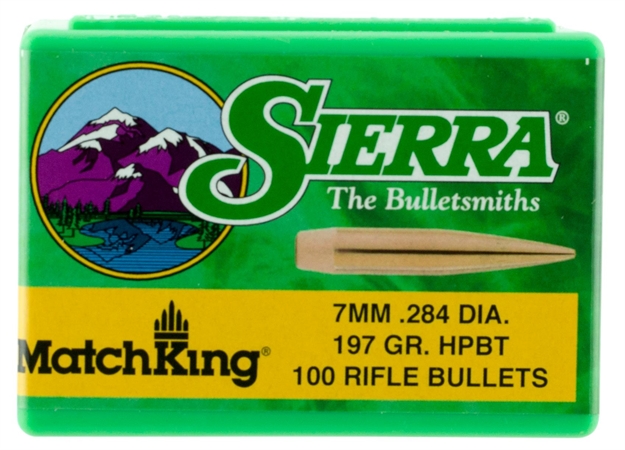 SIERRA®
The Bulletsmiths
7MM .284 DIA.
197 GR. HPBT
100 RIFLE BULLETS
MatchKing®